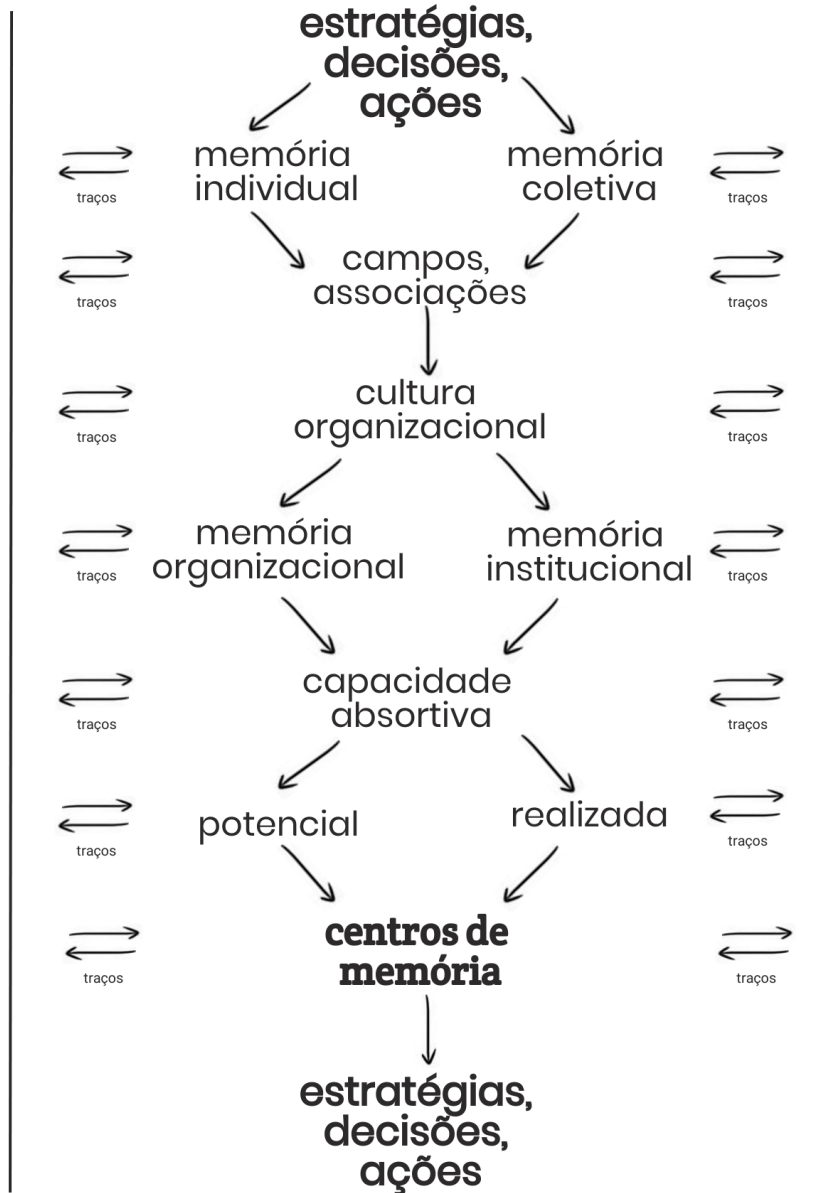 estratégias,
decisões,
ações
memória
individual
memória
coletiva
traços
traços
campos,
associações
traços
traços
cultura
organizacional
traços
traços
memória
organizacional
memória
institucional
traços
traços
capacidade
absortiva
traços
traços
potencial
realizada
traços
traços
centros de
memória
traços
traços
estratégias,
decisões,
ações